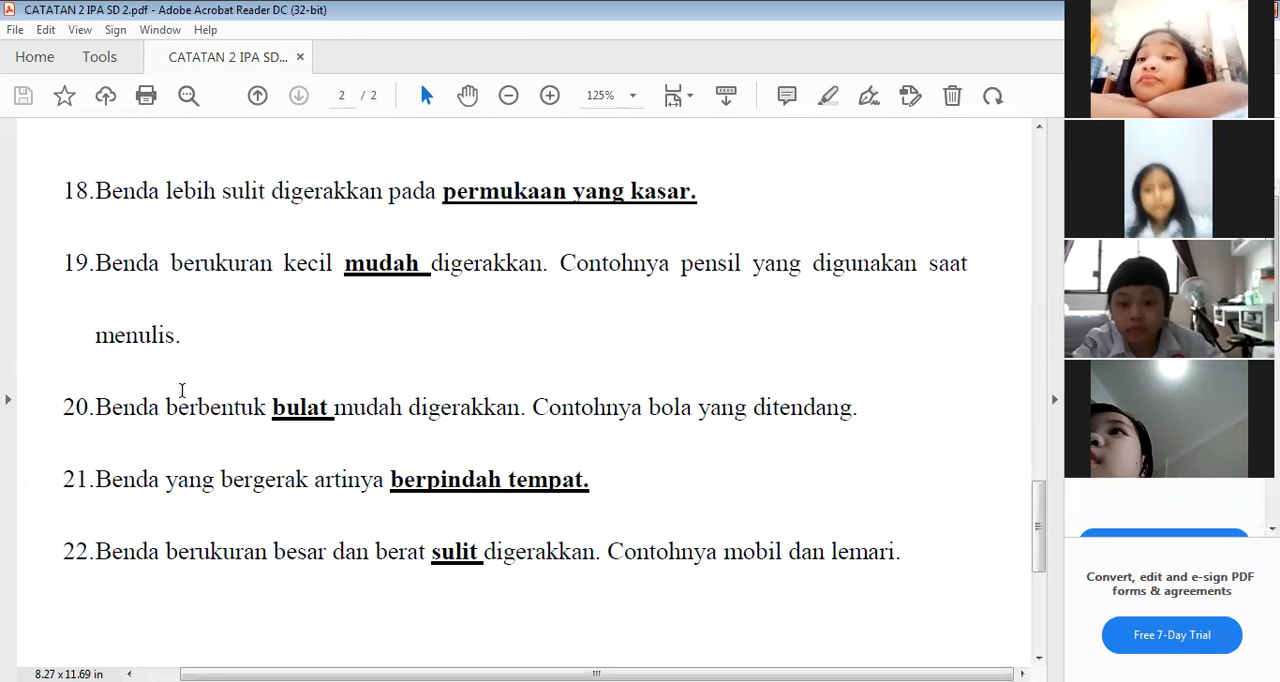 CATATAN 2 IPA SD 2.pdf - Adobe Acrobat Reader DC (32-bit)
File Edit View Sign Window Help
Home Tools CATATAN 2 IPA SD... ×
2 / 2 125%
18.Benda lebih sulit digerakkan pada permukaan yang kasar.
19.Benda berukuran kecil mudah digerakkan. Contohnya pensil yang digunakan saat
menulis.
20.Benda berbentuk bulat mudah digerakkan. Contohnya bola yang ditendang.
21.Benda yang bergerak artinya berpindah tempat.
22.Benda berukuran besar dan berat sulit digerakkan. Contohnya mobil dan lemari.
Convert, edit and e-sign PDF
forms & agreements
Free 7-Day Trial
8.27 x 11.69 in